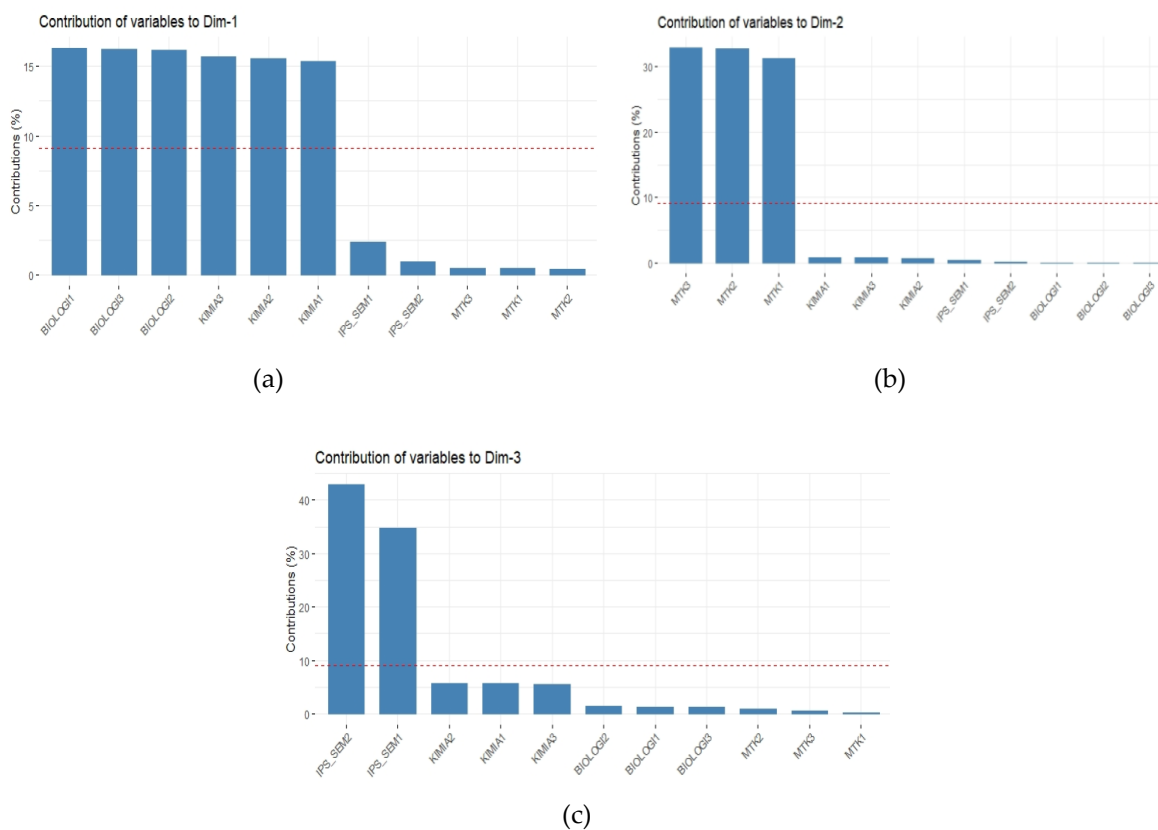 Contribution of variables to Dim-1
Contributions (%)
15
10
5
0
BIOLOGI1
BIOLOGI3
BIOLOGI2
KIMIA3
KIMIA2
KIMIA1
IPS_SEM1
IPS_SEM2
MTK3
MTK1
MTK2
(a)
Contribution of variables to Dim-2
Contributions (%)
30
20
10
0
MTK3
MTK2
MTK1
KIMIA1
KIMIA3
KIMIA2
IPS_SEM1
IPS_SEM2
BIOLOGI1
BIOLOGI2
BIOLOGI3
(b)
Contribution of variables to Dim-3
Contributions (%)
40
30
20
10
0
IPS_SEM2
IPS_SEM1
KIMIA2
KIMIA1
KIMIA3
BIOLOGI2
BIOLOGI1
BIOLOGI3
MTK2
MTK3
MTK1
(c)